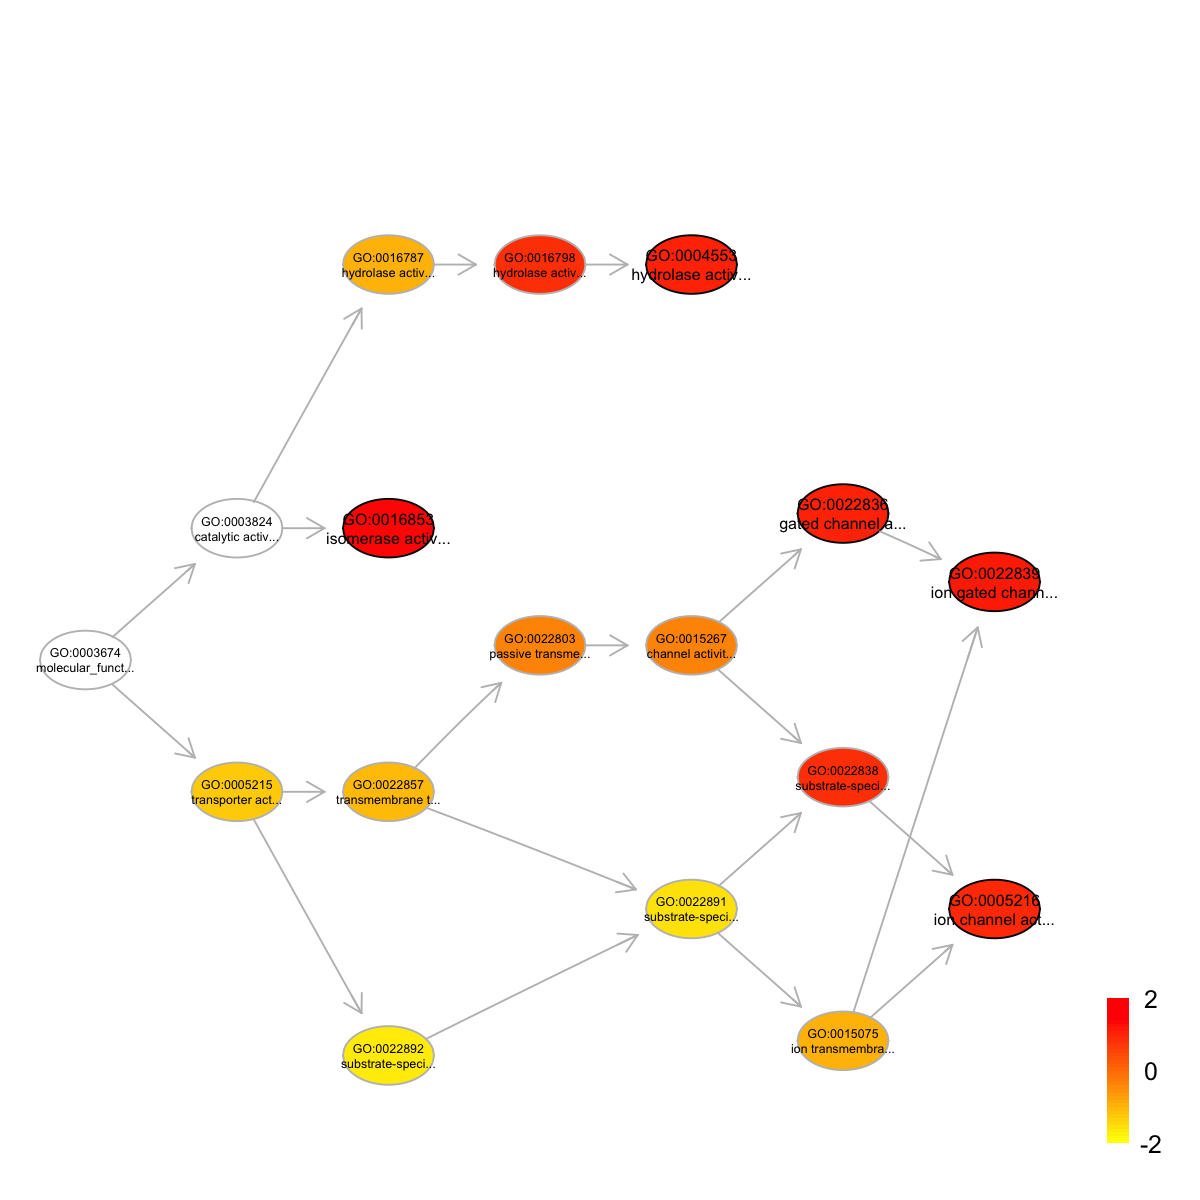 GO:0016787
hydrolase activ...
GO:0016798
hydrolase activ...
GO:0004553
hydrolase activ...
GO:0003824
catalytic activ...
GO:0016853
isomerase activ...
GO:0022836
gated channel a...
GO:0022839
ion gated chann...
GO:0003674
molecular_funct...
GO:0022803
passive transme...
GO:0015267
channel activit...
GO:0005215
transporter act...
GO:0022857
transmembrane t...
GO:0022838
substrate-speci...
GO:0022891
substrate-speci...
GO:0005216
ion channel act...
GO:0022892
substrate-speci...
GO:0015075
ion transmembra...
2
0
-2